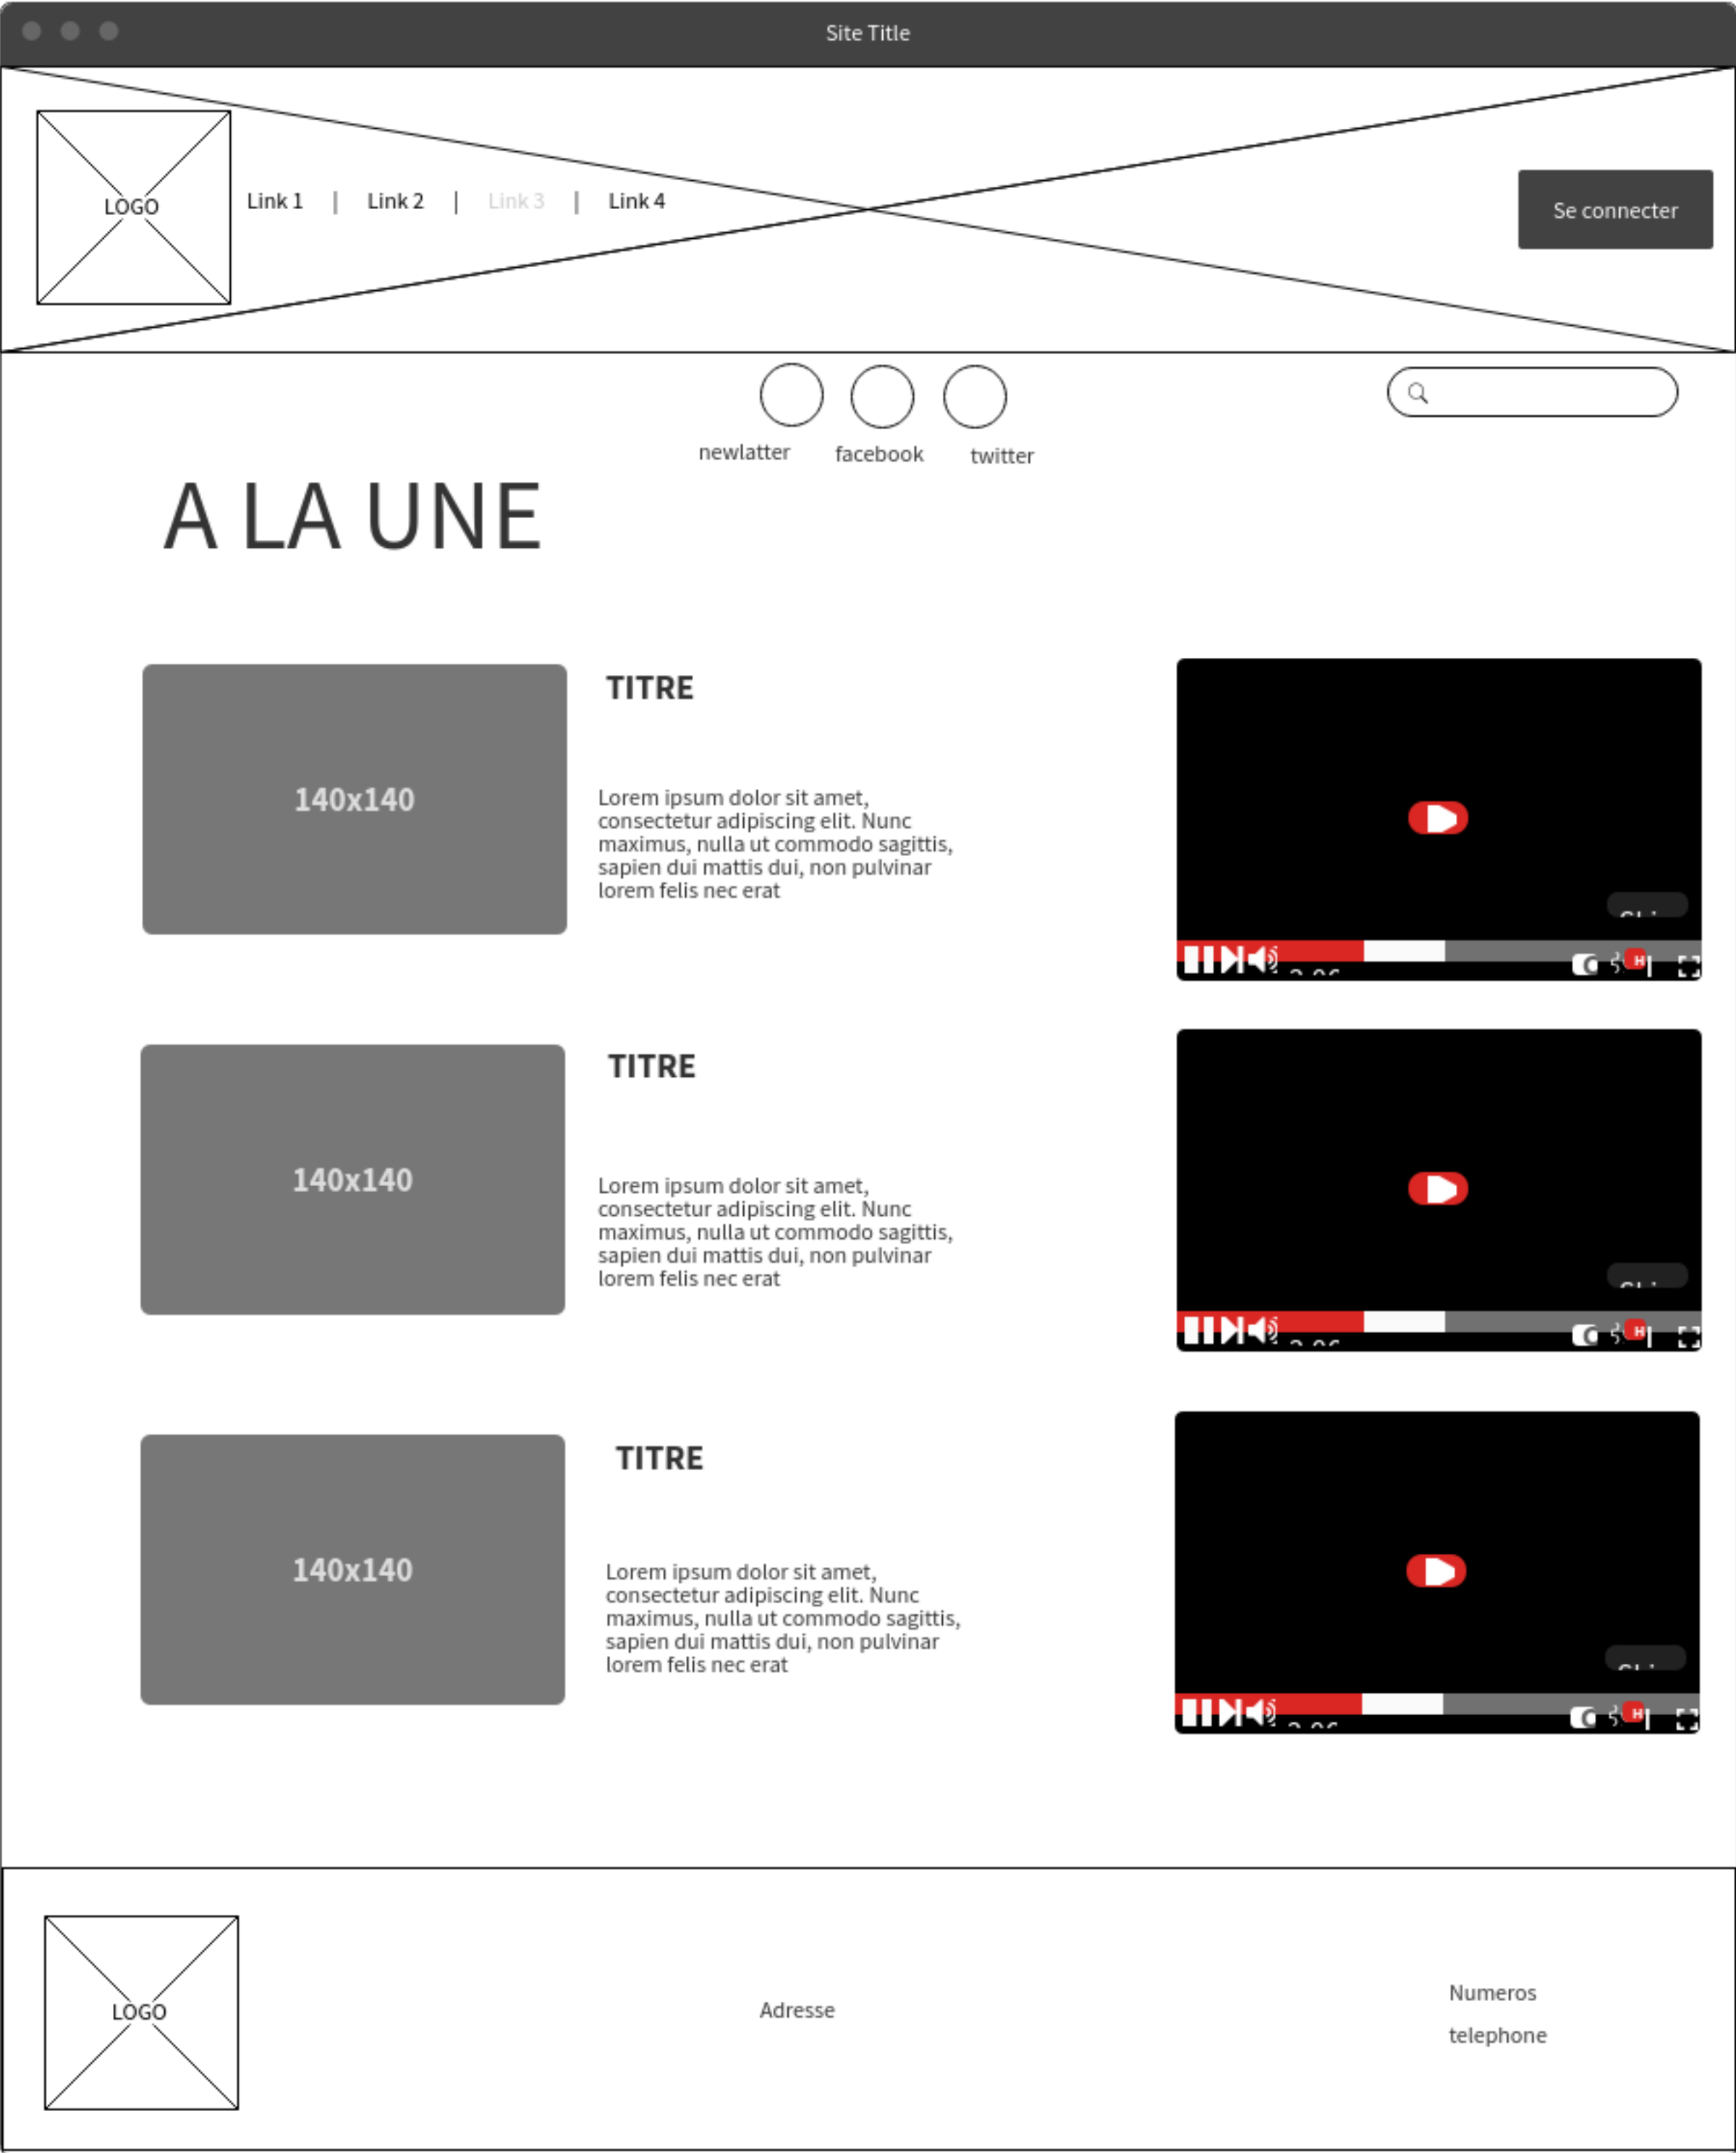 Site Title
LOGO
Link 1 | Link 2 | Link 3 | Link 4
Se connecter
newlatter
facebook
twitter
A LA UNE
140x140
TITRE
Lorem ipsum dolor sit amet,
consectetur adipiscing elit. Nunc
maximus, nulla ut commodo sagittis,
sapien dui mattis dui, non pulvinar
lorem felis nec erat
140x140
TITRE
Lorem ipsum dolor sit amet,
consectetur adipiscing elit. Nunc
maximus, nulla ut commodo sagittis,
sapien dui mattis dui, non pulvinar
lorem felis nec erat
140x140
TITRE
Lorem ipsum dolor sit amet,
consectetur adipiscing elit. Nunc
maximus, nulla ut commodo sagittis,
sapien dui mattis dui, non pulvinar
lorem felis nec erat
LOGO
Adresse
Numeros
telephone